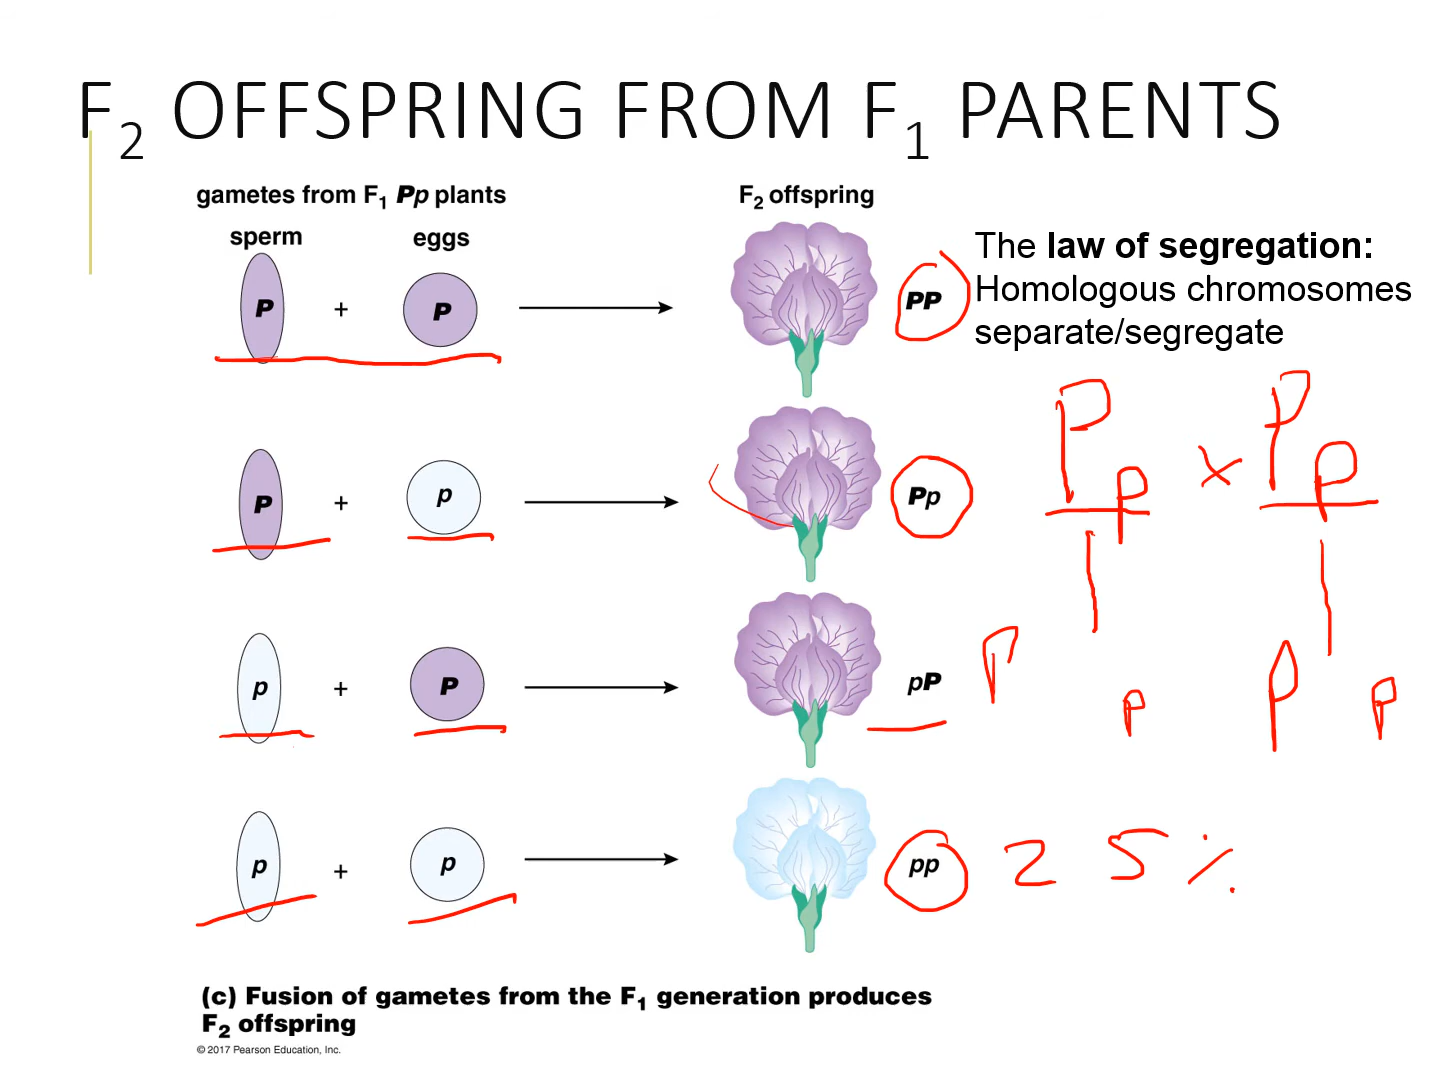 F2 OFFSPRING FROM F1 PARENTS
gametes from F1 Pp plants
F2 offspring
sperm
eggs
The law of segregation:
Homologous chromosomes
separate/segregate
P + P
PP
P + p
Pp
Pp x Pp
p + P
pP
P p P p
p + p
pp
25%
(c) Fusion of gametes from the F1 generation produces
F2 offspring
© 2017 Pearson Education, Inc.